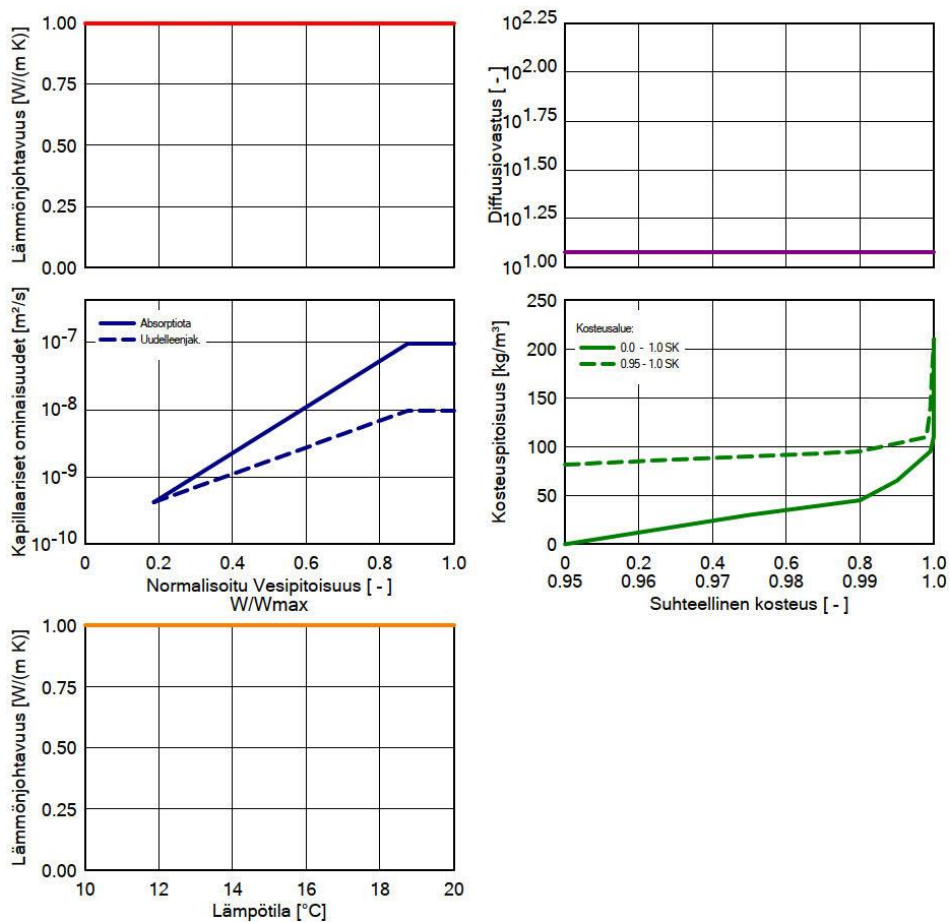 Lämmönjohtavuus [W/(m K)]
1.00
0.75
0.50
0.25
0.00
Diffuusiovastus [ - ]
10^2.25
10^2.00
10^1.75
10^1.50
10^1.25
10^1.00
Kapillaariset ominaisuudet [m²/s]
10^-7
10^-8
10^-9
10^-10
Absorptiota
Uudelleenjak.
0 0.2 0.4 0.6 0.8 1.0
Normalisoitu Vesipitoisuus [ - ]
W/Wmax
Kosteuspitoisuus [kg/m³]
250
200
150
100
50
0
Kosteusalue:
0.0 - 1.0 SK
0.95 - 1.0 SK
0 0.2 0.4 0.6 0.8 1.0
0.95 0.96 0.97 0.98 0.99 1.0
Suhteellinen kosteus [ - ]
Lämmönjohtavuus [W/(m K)]
1.00
0.75
0.50
0.25
0.00
10 12 14 16 18 20
Lämpötila [°C]